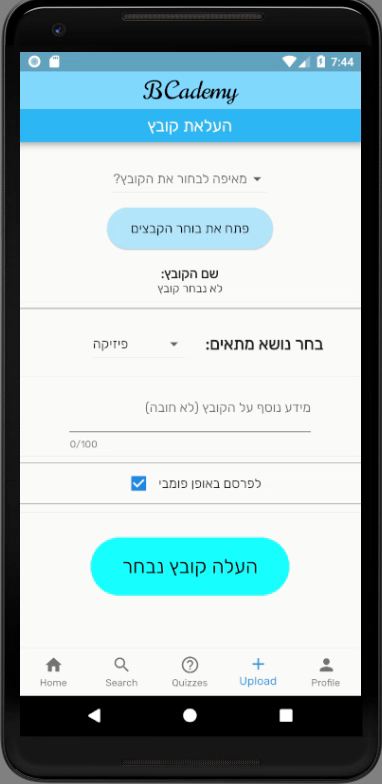 7:44
BCademy
העלאת קובץ
מאיפה לבחור את הקובץ?
פתח את בוחר הקבצים
שם הקובץ:
לא נבחר קובץ
בחר נושא מתאים:
פיזיקה
מידע נוסף על הקובץ (לא חובה)
0/100
לפרסם באופן פומבי
העלה קובץ נבחר
Home
Search
Quizzes
Upload
Profile